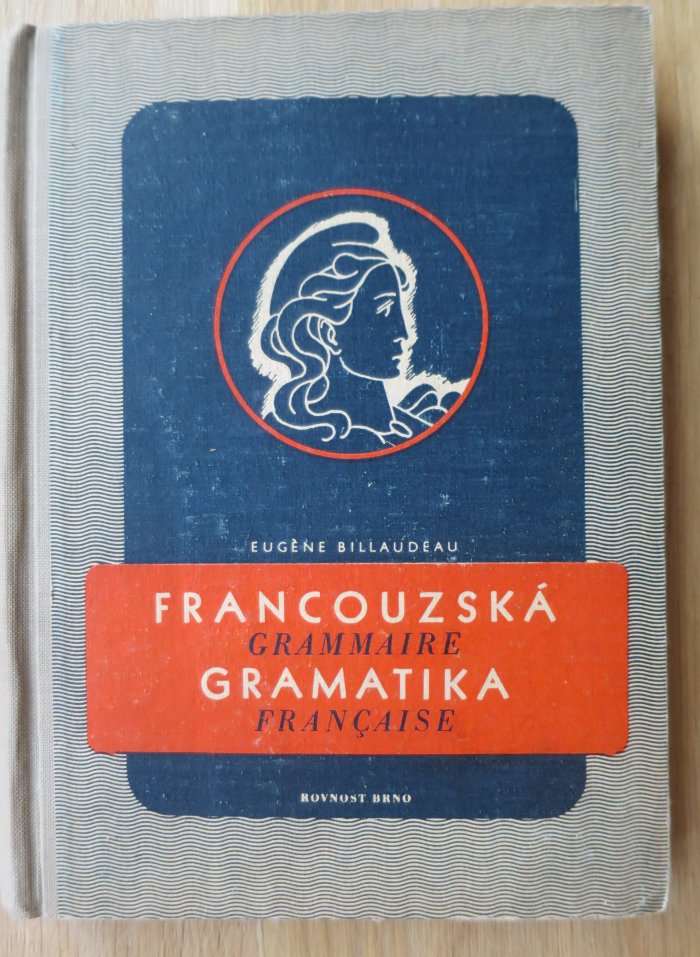 EUGÈNE BILLAUDEAU
FRANCOUZSKÁ
GRAMMAIRE
GRAMATIKA
FRANÇAISE
ROVNOST BRNO